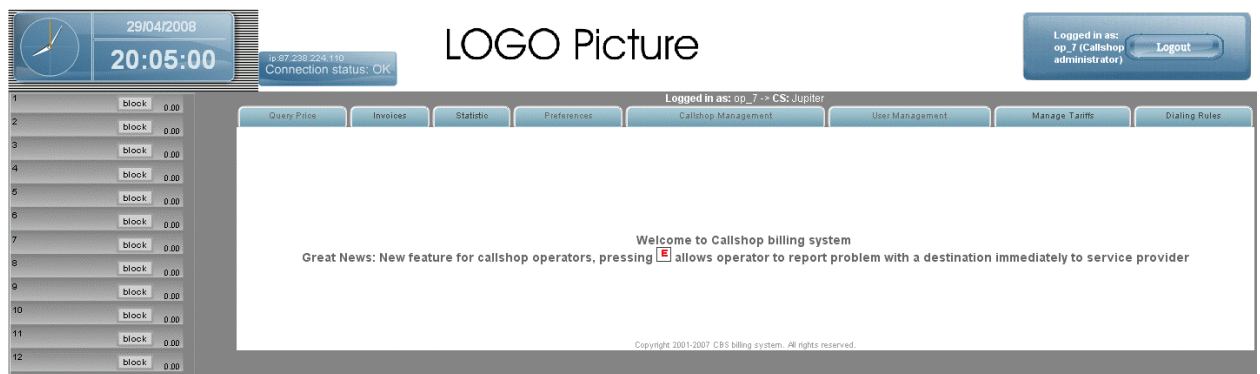 29/04/2008
20:05:00
ip:87.238.224.110
Connection status: OK
LOGO Picture
Logged in as:
op_7 (Callshop
administrator)
Logout
1 block 0.00
2 block 0.00
3 block 0.00
4 block 0.00
5 block 0.00
6 block 0.00
7 block 0.00
8 block 0.00
9 block 0.00
10 block 0.00
11 block 0.00
12 block 0.00
Logged in as: op_7 -> CS: Jupiter
Query Price Invoices Statistic Preferences Callshop Management User Management Manage Tariffs Dialing Rules
Welcome to Callshop billing system
Great News: New feature for callshop operators, pressing E allows operator to report problem with a destination immediately to service provider
Copyright 2001-2007 CBS billing system. All rights reserved.